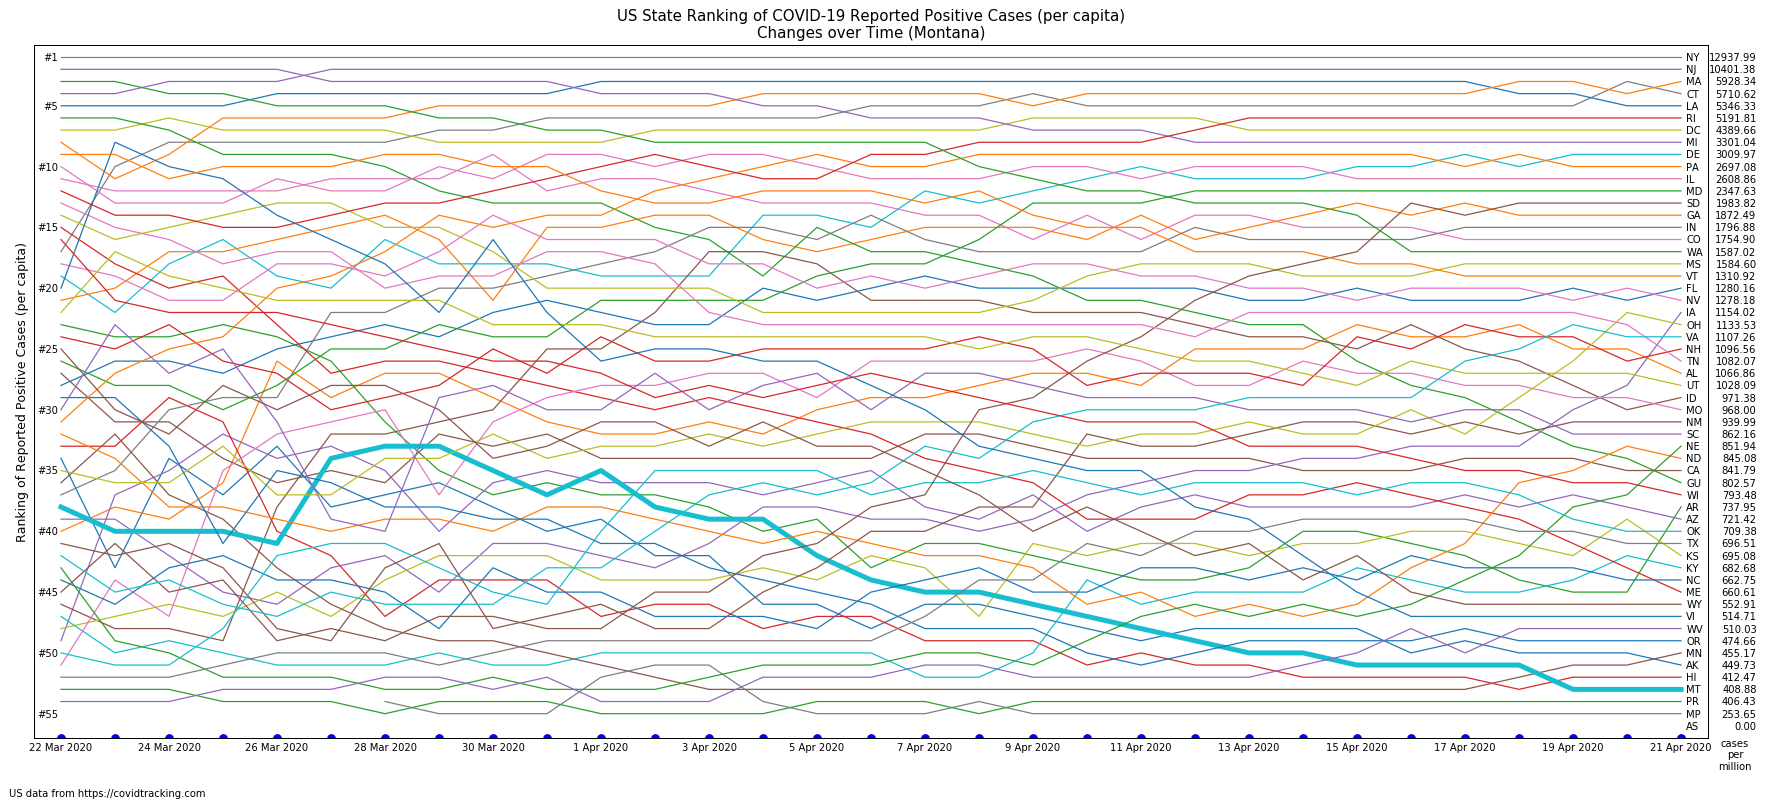 US State Ranking of COVID-19 Reported Positive Cases (per capita)
Changes over Time (Montana)
Ranking of Reported Positive Cases (per capita)
#1
#5
#10
#15
#20
#25
#30
#35
#40
#45
#50
#55
NY 12937.99
NJ 10401.38
MA 5928.34
CT 5710.62
LA 5346.33
RI 5191.81
DC 4389.66
MI 3301.04
DE 3009.97
PA 2697.08
IL 2608.86
MD 2347.63
SD 1983.82
GA 1872.49
IN 1796.88
CO 1754.90
WA 1587.02
MS 1584.60
VT 1310.92
FL 1280.16
NV 1278.18
IA 1154.02
OH 1133.53
VA 1107.26
NH 1096.56
TN 1082.07
AL 1066.86
UT 1028.09
ID 971.38
MO 968.00
NM 939.99
SC 862.16
NE 851.94
ND 845.08
CA 841.79
GU 802.57
WI 793.48
AR 737.95
AZ 721.42
OK 709.38
TX 696.51
KS 695.08
KY 682.68
NC 662.75
ME 660.61
WY 552.91
VI 514.71
WV 510.03
OR 474.66
MN 455.17
AK 449.73
HI 412.47
MT 408.88
PR 406.43
MP 253.65
AS 0.00
22 Mar 2020
24 Mar 2020
26 Mar 2020
28 Mar 2020
30 Mar 2020
1 Apr 2020
3 Apr 2020
5 Apr 2020
7 Apr 2020
9 Apr 2020
11 Apr 2020
13 Apr 2020
15 Apr 2020
17 Apr 2020
19 Apr 2020
21 Apr 2020
cases
per
million
US data from https://covidtracking.com